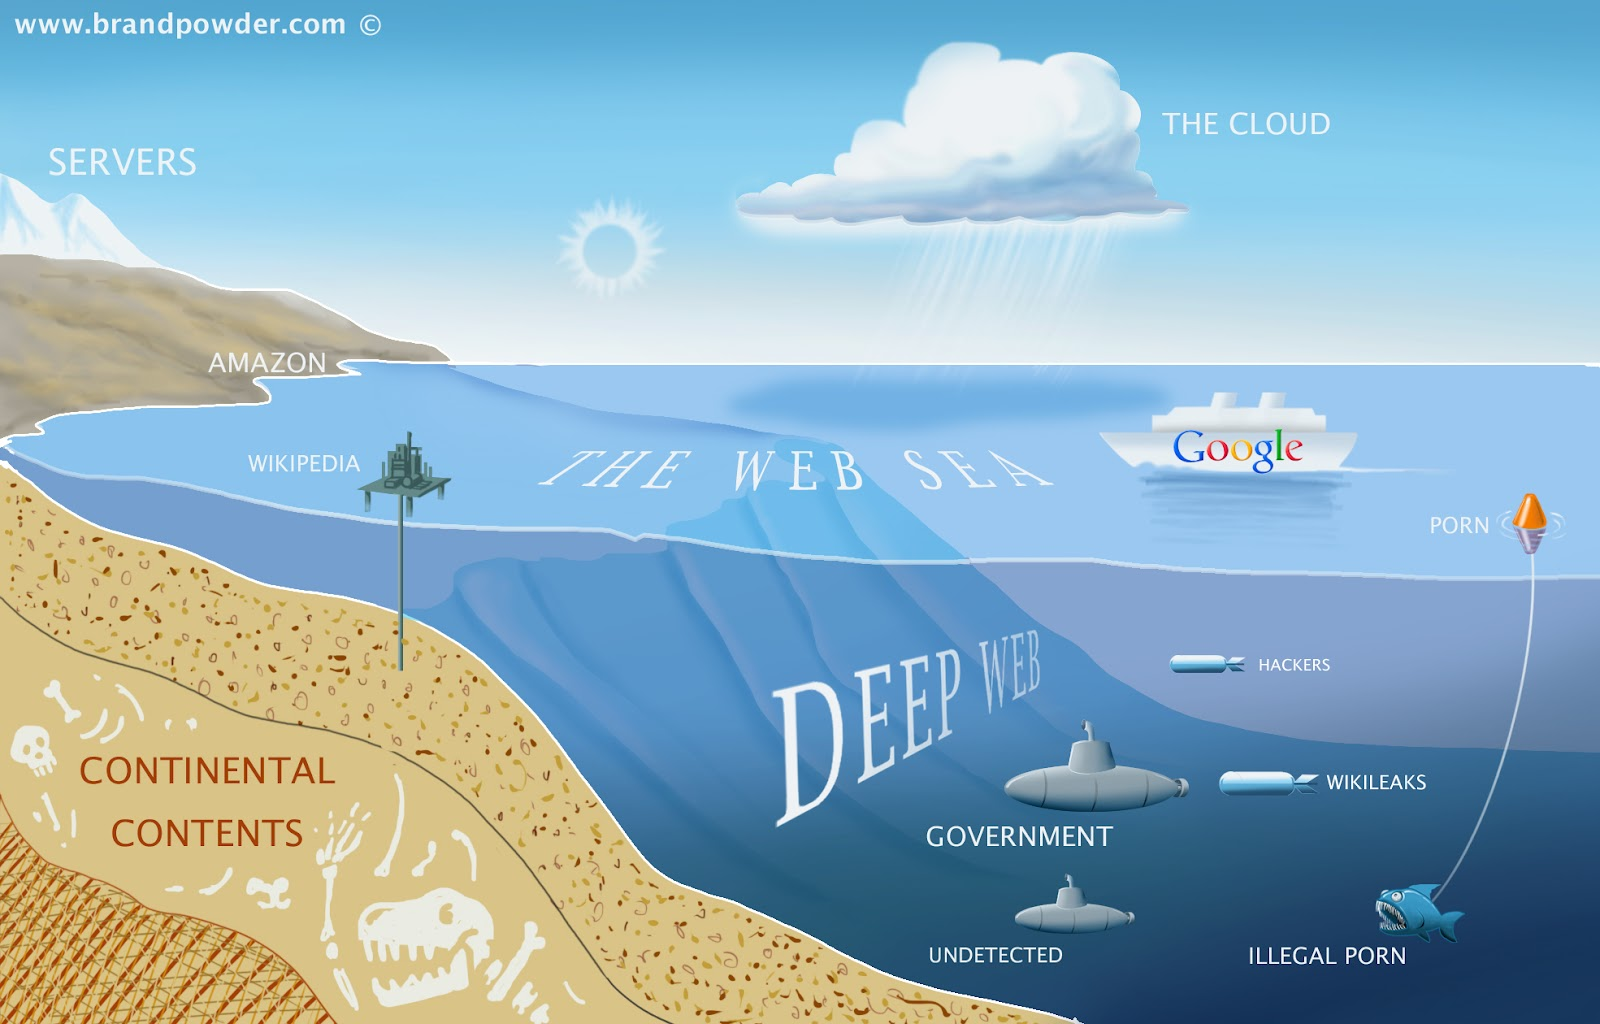 www.brandpowder.com ©
THE CLOUD
SERVERS
AMAZON
WIKIPEDIA
THE WEB SEA
Google
PORN
DEEP WEB
HACKERS
CONTINENTAL
CONTENTS
WIKILEAKS
GOVERNMENT
UNDETECTED
ILLEGAL PORN